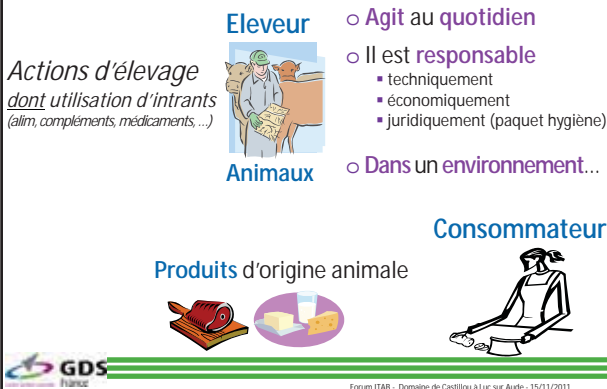 Eleveur
Actions d'élevage
dont utilisation d'intrants
(alim, compléments, médicaments, ...)
Animaux
o Agit au quotidien
o Il est responsable
▪ techniquement
▪ économiquement
▪ juridiquement (paquet hygiène)
o Dans un environnement...
Consommateur
Produits d'origine animale
GDS
france
Forum ITAB - Domaine de Castillou à Luc sur Aude - 15/11/2011